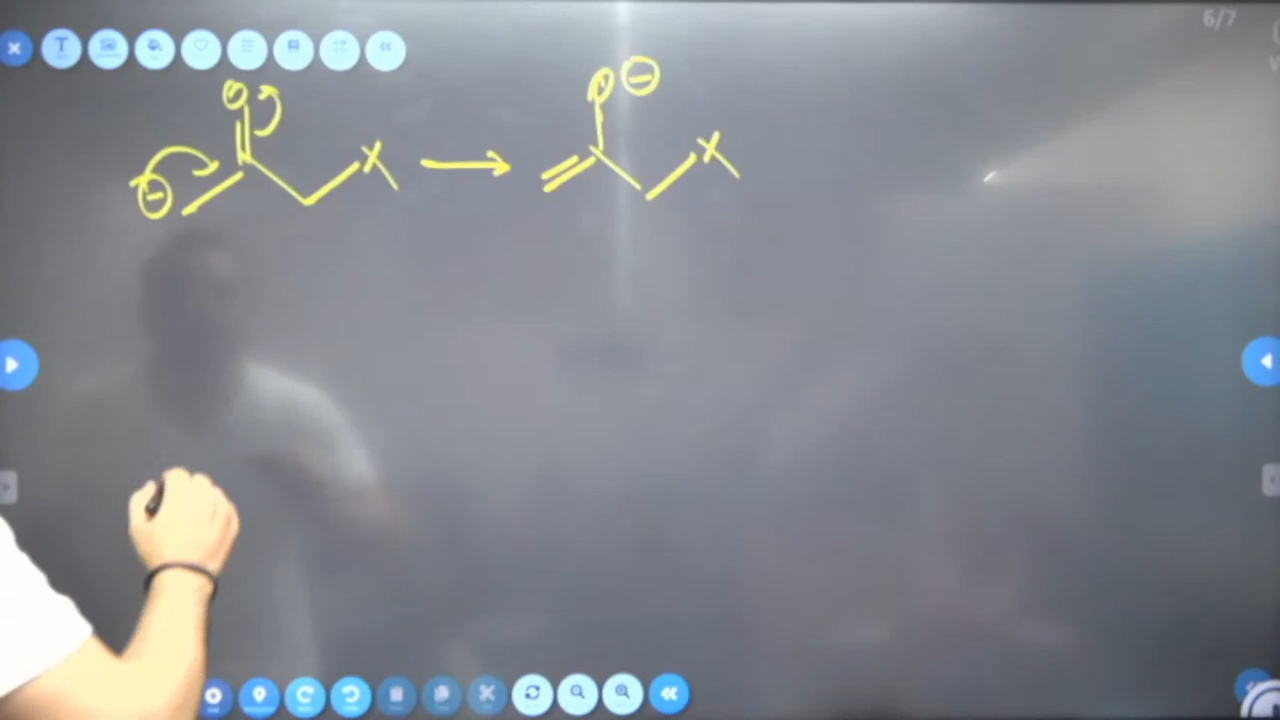 6/7
T
O
⊖ X → O ⊖ X